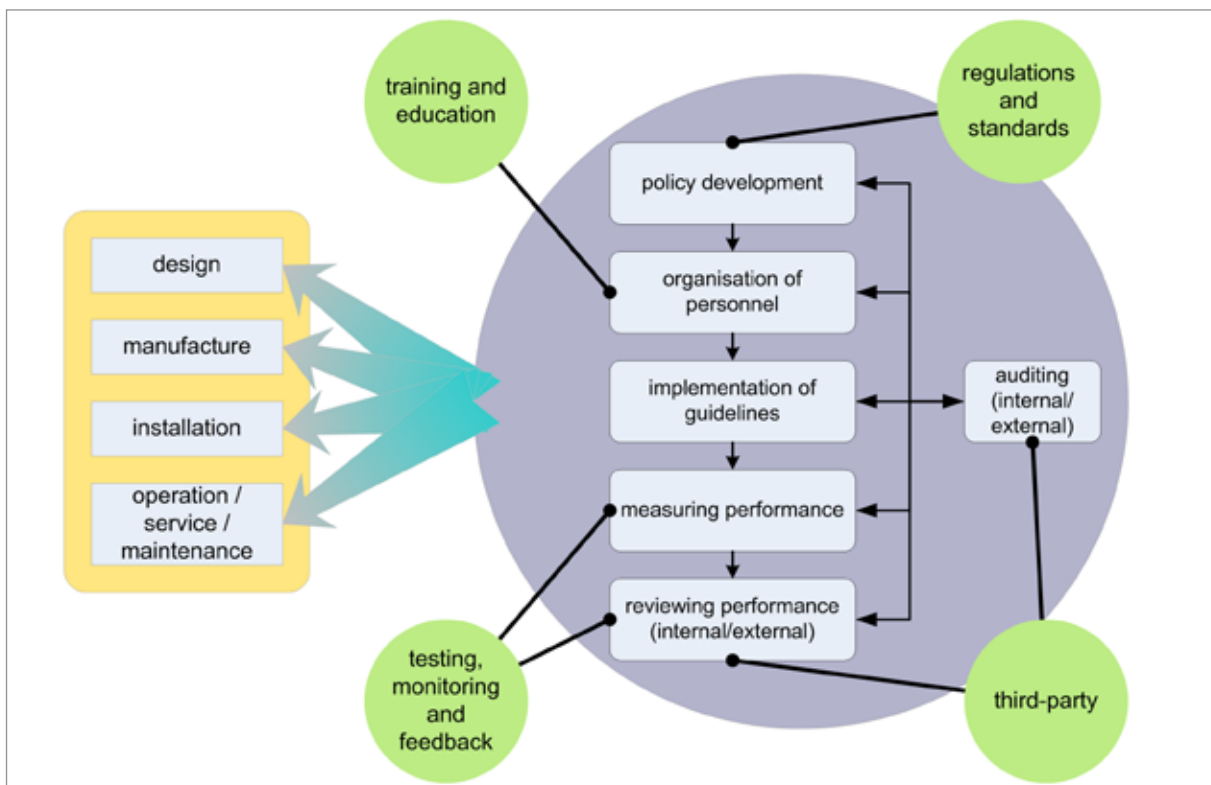 training and
education
regulations
and
standards
policy development
design
organisation of
personnel
manufacture
implementation of
guidelines
auditing
(internal/
external)
installation
operation /
service /
maintenance
measuring performance
reviewing performance
(internal/external)
testing,
monitoring
and
feedback
third-party